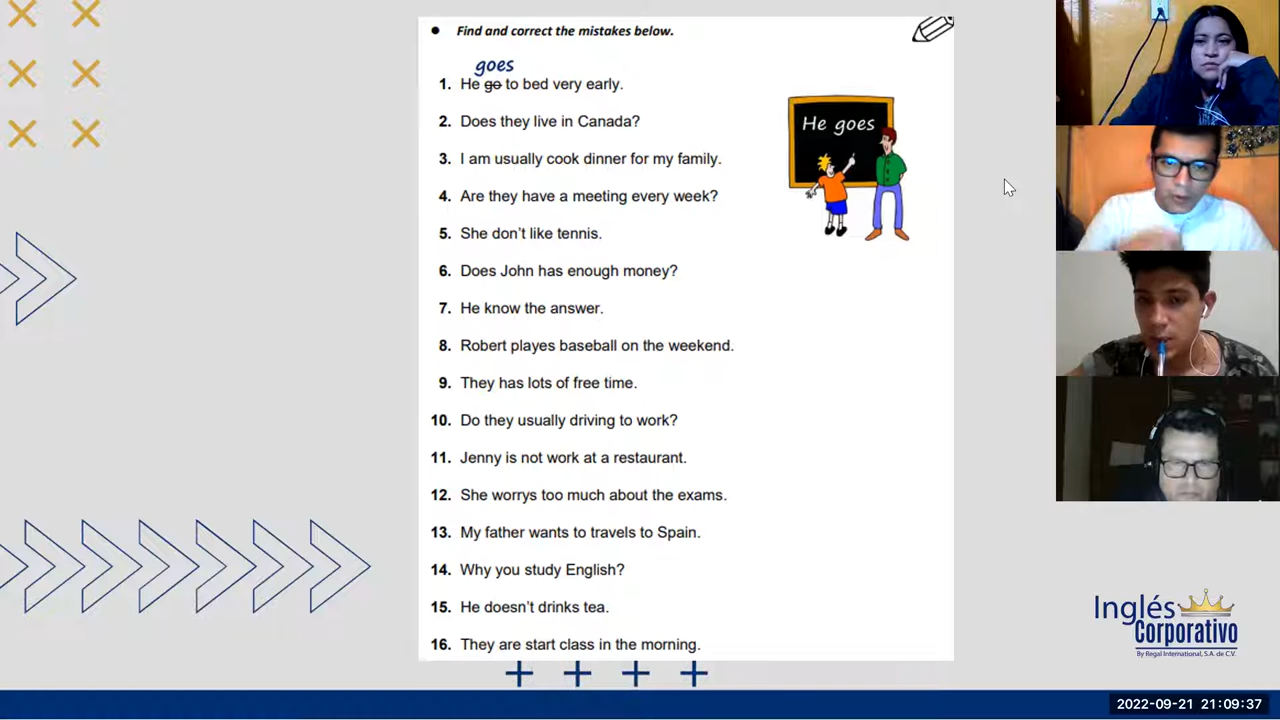 ● Find and correct the mistakes below.
goes
1. He go to bed very early.
2. Does they live in Canada?
3. I am usually cook dinner for my family.
4. Are they have a meeting every week?
5. She don't like tennis.
6. Does John has enough money?
7. He know the answer.
8. Robert playes baseball on the weekend.
9. They has lots of free time.
10. Do they usually driving to work?
11. Jenny is not work at a restaurant.
12. She worrys too much about the exams.
13. My father wants to travels to Spain.
14. Why you study English?
15. He doesn't drinks tea.
16. They are start class in the morning.
He goes
Inglés
Corporativo
By Regal International, S.A. de C.V.
2022-09-21 21:09:37